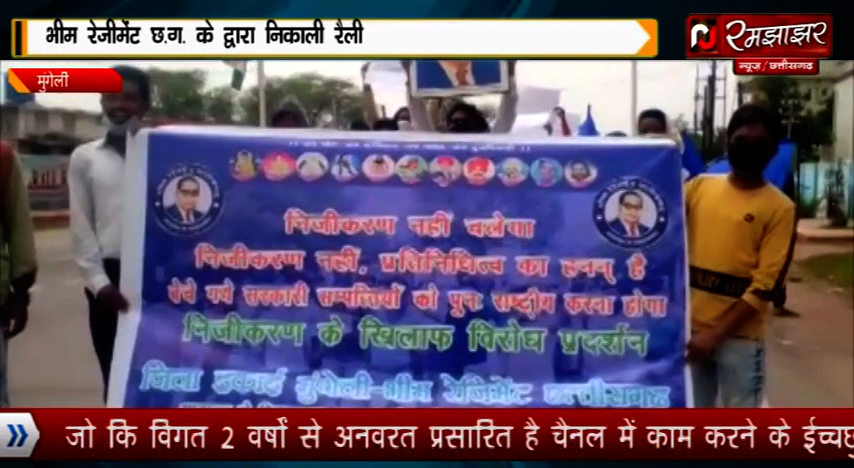 भीम रेजीमेंट छ.ग. के द्वारा निकाली रैली
रमझाझर
न्यूज़/छत्तीसगढ़
मुंगेली
निजीकरण नहीं चलेगा
निजीकरण नहीं, प्रतिनिधित्व का हनन् है
बेचे गये सरकारी सम्पत्तियों को पुनः राष्ट्रीय करना होगा
निजीकरण के खिलाफ विरोध प्रदर्शन
जिला इकाई मुंगेली-भीम रेजिमेंट छत्तीसगढ़
जो कि विगत 2 वर्षो से अनवरत प्रसारित है चैनल में काम करने के ईच्छु